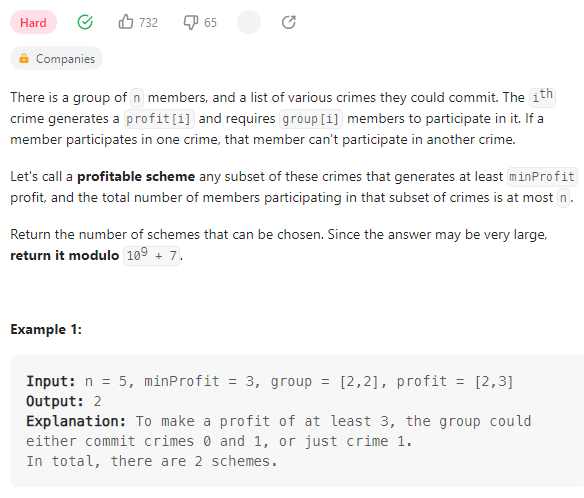 Hard 732 65
Companies
There is a group of n members, and a list of various crimes they could commit. The ith
crime generates a profit[i] and requires group[i] members to participate in it. If a
member participates in one crime, that member can't participate in another crime.
Let's call a profitable scheme any subset of these crimes that generates at least minProfit
profit, and the total number of members participating in that subset of crimes is at most n.
Return the number of schemes that can be chosen. Since the answer may be very large,
return it modulo 10^9 + 7.
Example 1:
Input: n = 5, minProfit = 3, group = [2,2], profit = [2,3]
Output: 2
Explanation: To make a profit of at least 3, the group could
either commit crimes 0 and 1, or just crime 1.
In total, there are 2 schemes.